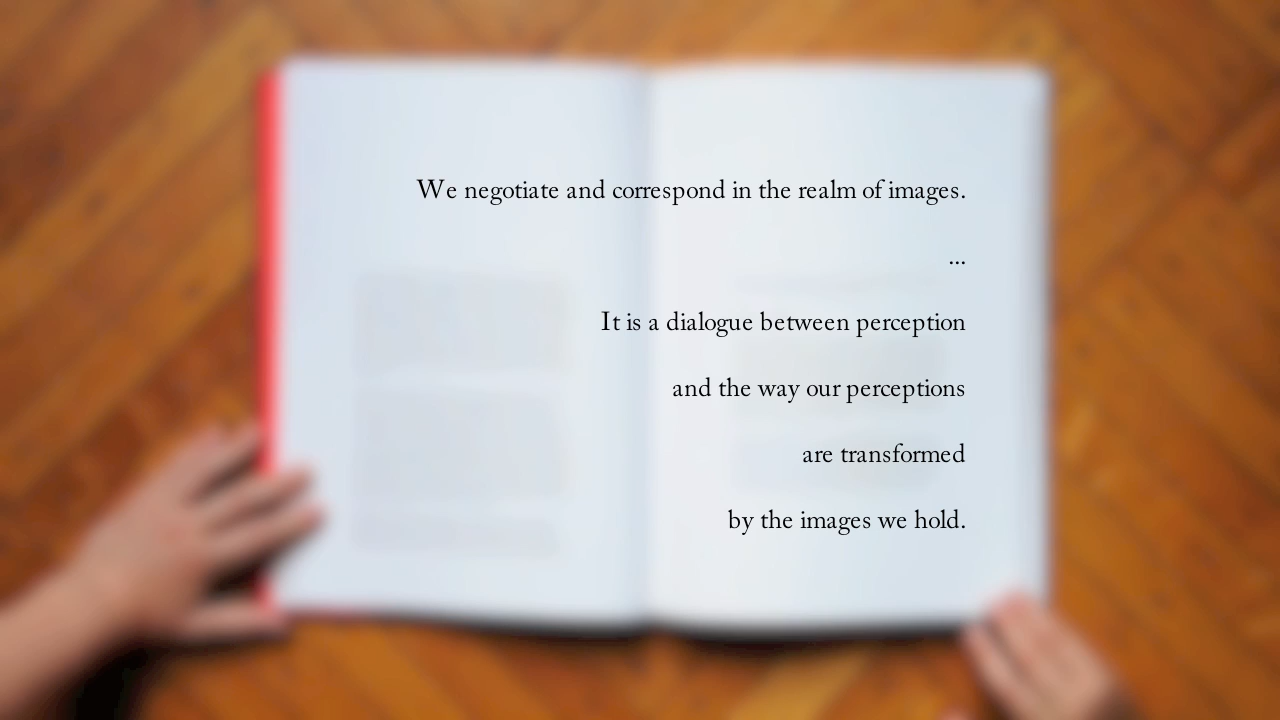 We negotiate and correspond in the realm of images.
...
It is a dialogue between perception
and the way our perceptions
are transformed
by the images we hold.